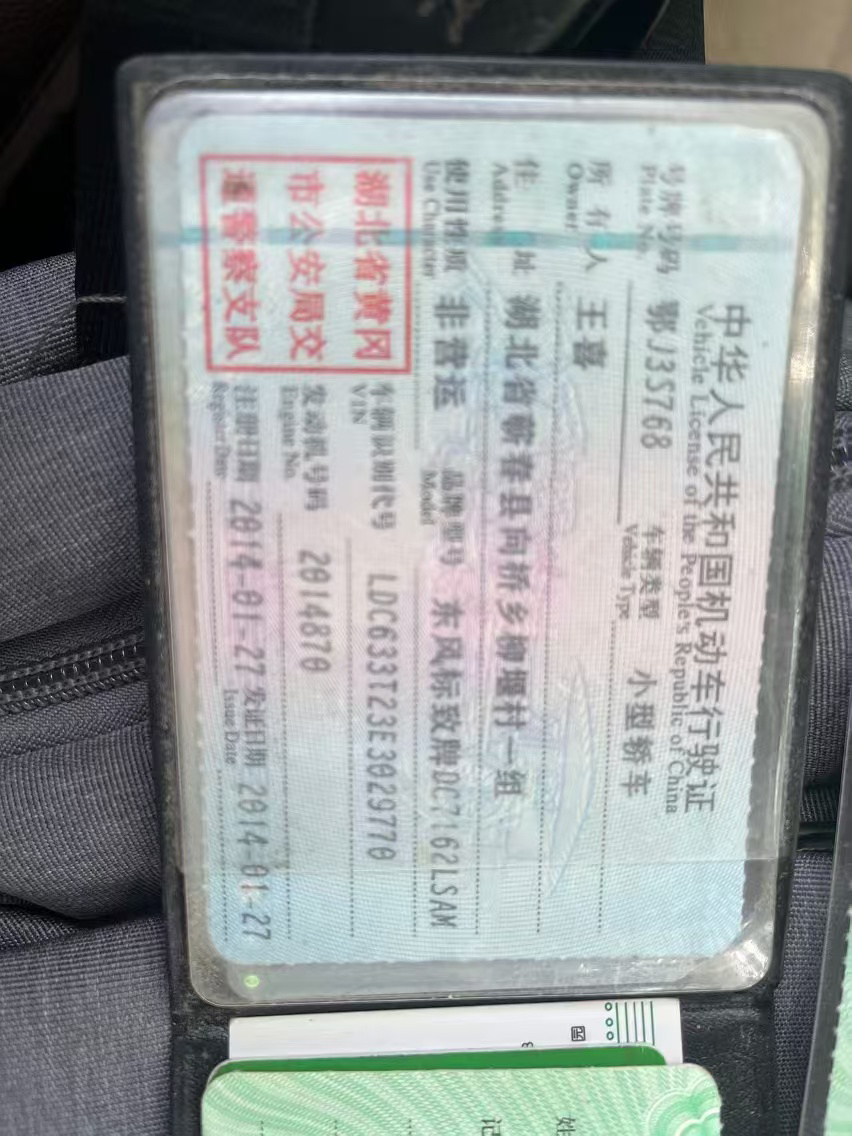 中华人民共和国机动车行驶证
Vehicle License of the People's Republic of China
号牌号码 鄂J3S768 车辆类型 小型轿车
Plate No. Vehicle Type
所有人 王喜
Owner
住址 湖北省蕲春县向桥乡柳堰村一组
Address
使用性质 非营运 品牌型号 东风标致牌DC7162LSAM
Use Character Model
湖北省黄冈
市公安局交
通警察支队
车辆识别代号 LDC633T23E3029770
VIN
发动机号码 2014870
Engine No.
注册日期 2014-01-27 发证日期 2014-01-27
Register Date Issue Date
姓
记